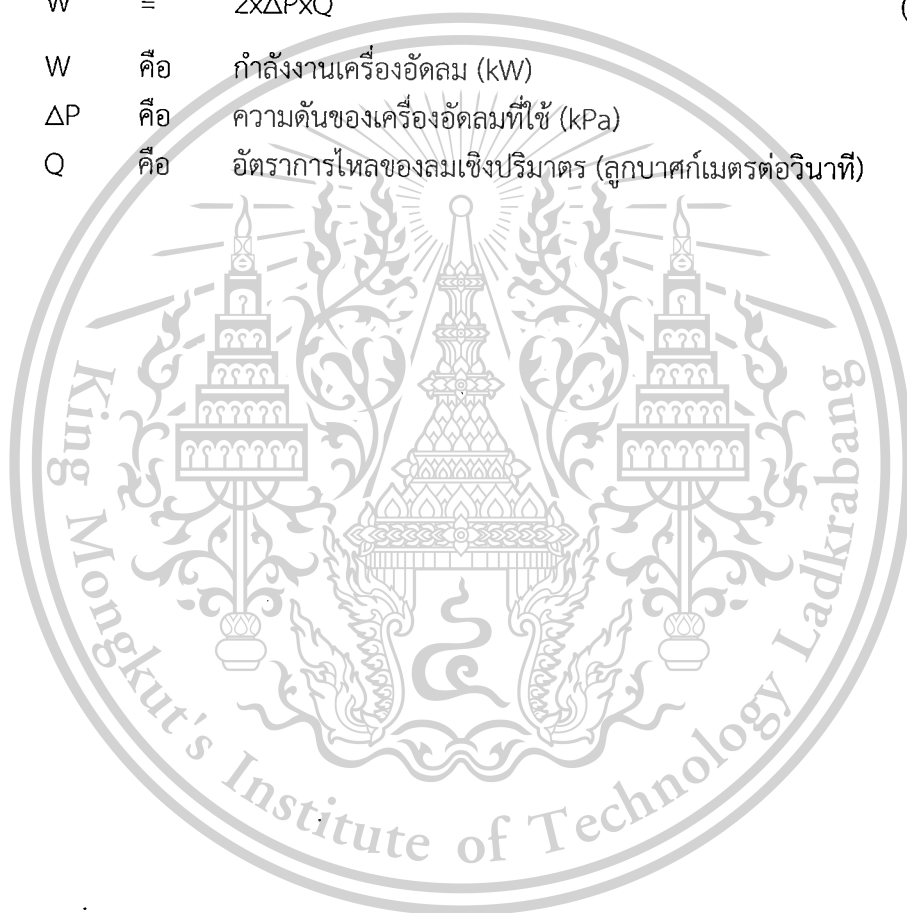 W = 2xΔPxQ (
W คือ กำลังงานเครื่องอัดลม (kW)
ΔP คือ ความดันของเครื่องอัดลมที่ใช้ (kPa)
Q คือ อัตราการไหลของลมเชิงปริมาตร (ลูกบาศก์เมตรต่อวินาที)
King Mongkut's Institute of Technology Ladkrabang